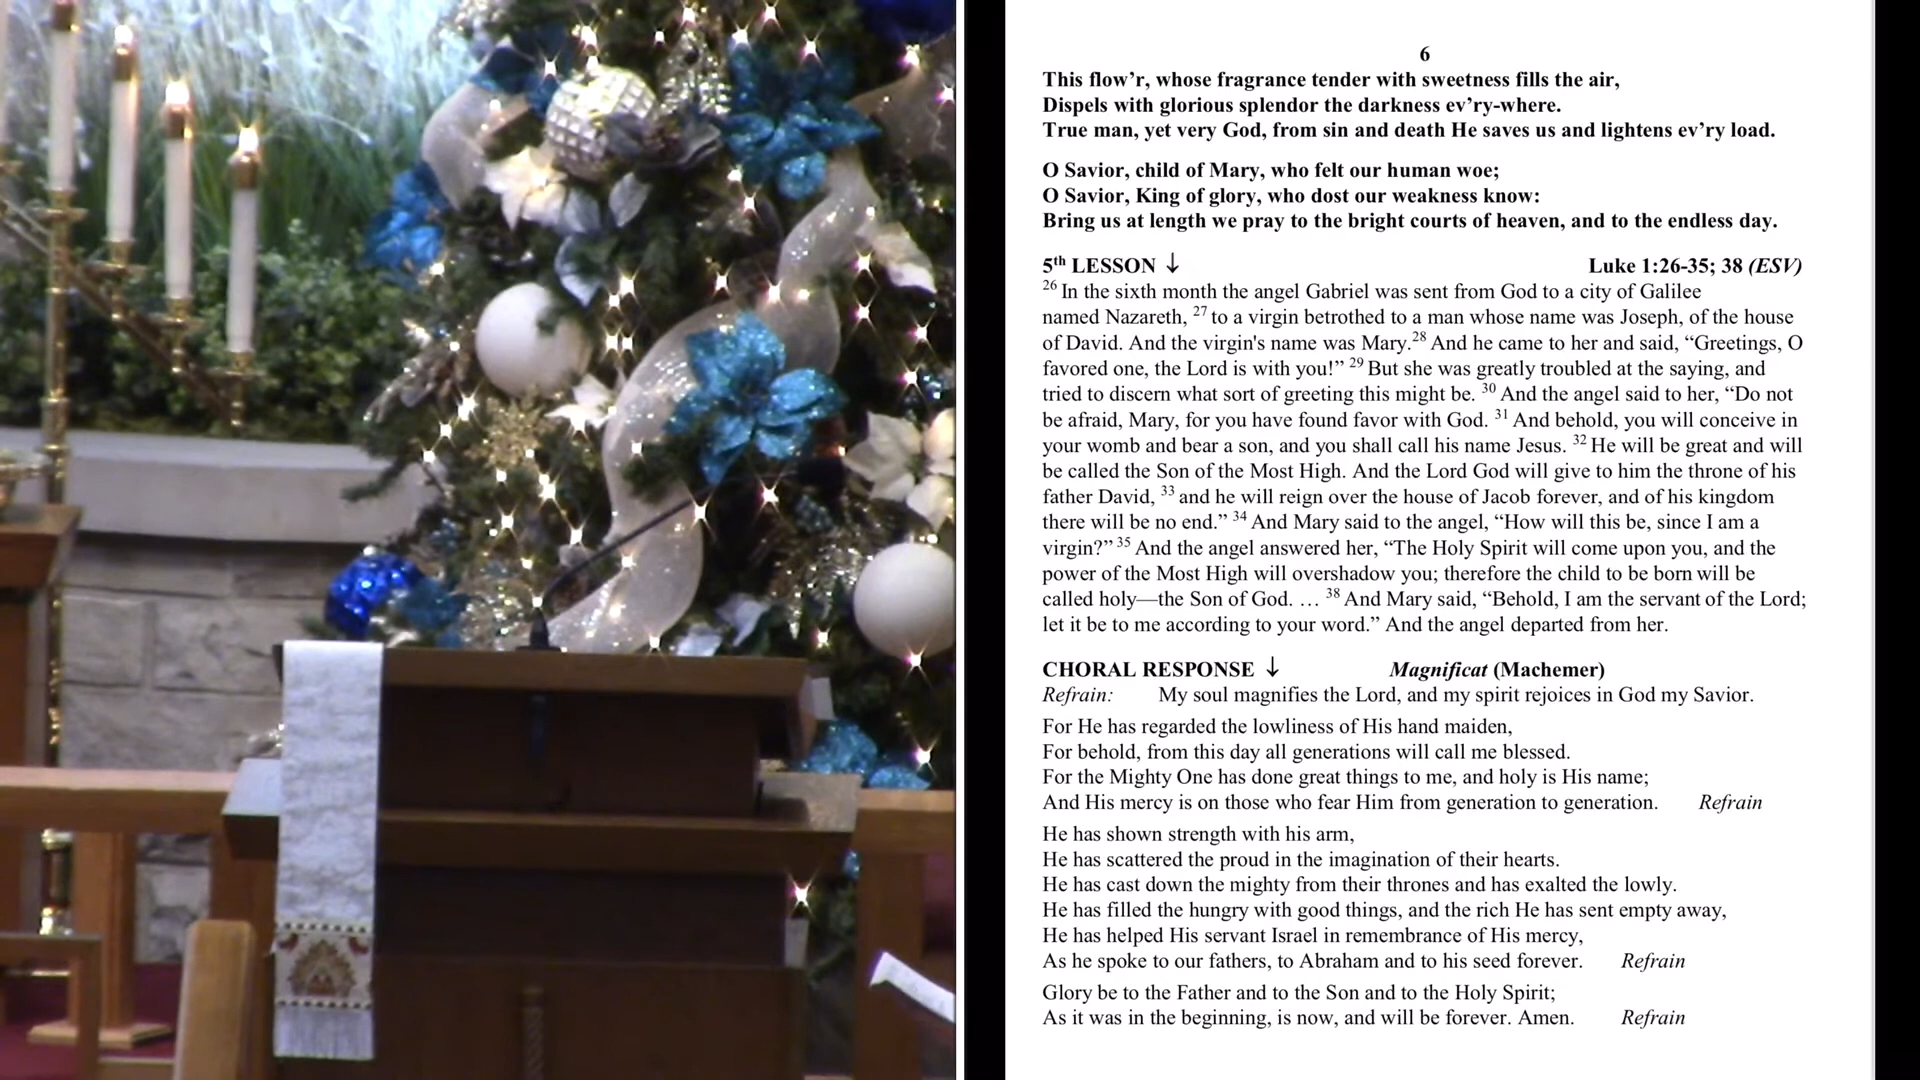 6
This flow’r, whose fragrance tender with sweetness fills the air,
Dispels with glorious splendor the darkness ev’ry-where.
True man, yet very God, from sin and death He saves us and lightens ev’ry load.
O Savior, child of Mary, who felt our human woe;
O Savior, King of glory, who dost our weakness know:
Bring us at length we pray to the bright courts of heaven, and to the endless day.
5th LESSON ↓ Luke 1:26-35; 38 (ESV)
26 In the sixth month the angel Gabriel was sent from God to a city of Galilee
named Nazareth, 27 to a virgin betrothed to a man whose name was Joseph, of the house
of David. And the virgin's name was Mary.28 And he came to her and said, “Greetings, O
favored one, the Lord is with you!” 29 But she was greatly troubled at the saying, and
tried to discern what sort of greeting this might be. 30 And the angel said to her, “Do not
be afraid, Mary, for you have found favor with God. 31 And behold, you will conceive in
your womb and bear a son, and you shall call his name Jesus. 32 He will be great and will
be called the Son of the Most High. And the Lord God will give to him the throne of his
father David, 33 and he will reign over the house of Jacob forever, and of his kingdom
there will be no end.” 34 And Mary said to the angel, “How will this be, since I am a
virgin?” 35 And the angel answered her, “The Holy Spirit will come upon you, and the
power of the Most High will overshadow you; therefore the child to be born will be
called holy—the Son of God. … 38 And Mary said, “Behold, I am the servant of the Lord;
let it be to me according to your word.” And the angel departed from her.
CHORAL RESPONSE ↓ Magnificat (Machemer)
Refrain: My soul magnifies the Lord, and my spirit rejoices in God my Savior.
For He has regarded the lowliness of His hand maiden,
For behold, from this day all generations will call me blessed.
For the Mighty One has done great things to me, and holy is His name;
And His mercy is on those who fear Him from generation to generation. Refrain
He has shown strength with his arm,
He has scattered the proud in the imagination of their hearts.
He has cast down the mighty from their thrones and has exalted the lowly.
He has filled the hungry with good things, and the rich He has sent empty away,
He has helped His servant Israel in remembrance of His mercy,
As he spoke to our fathers, to Abraham and to his seed forever. Refrain
Glory be to the Father and to the Son and to the Holy Spirit;
As it was in the beginning, is now, and will be forever. Amen. Refrain